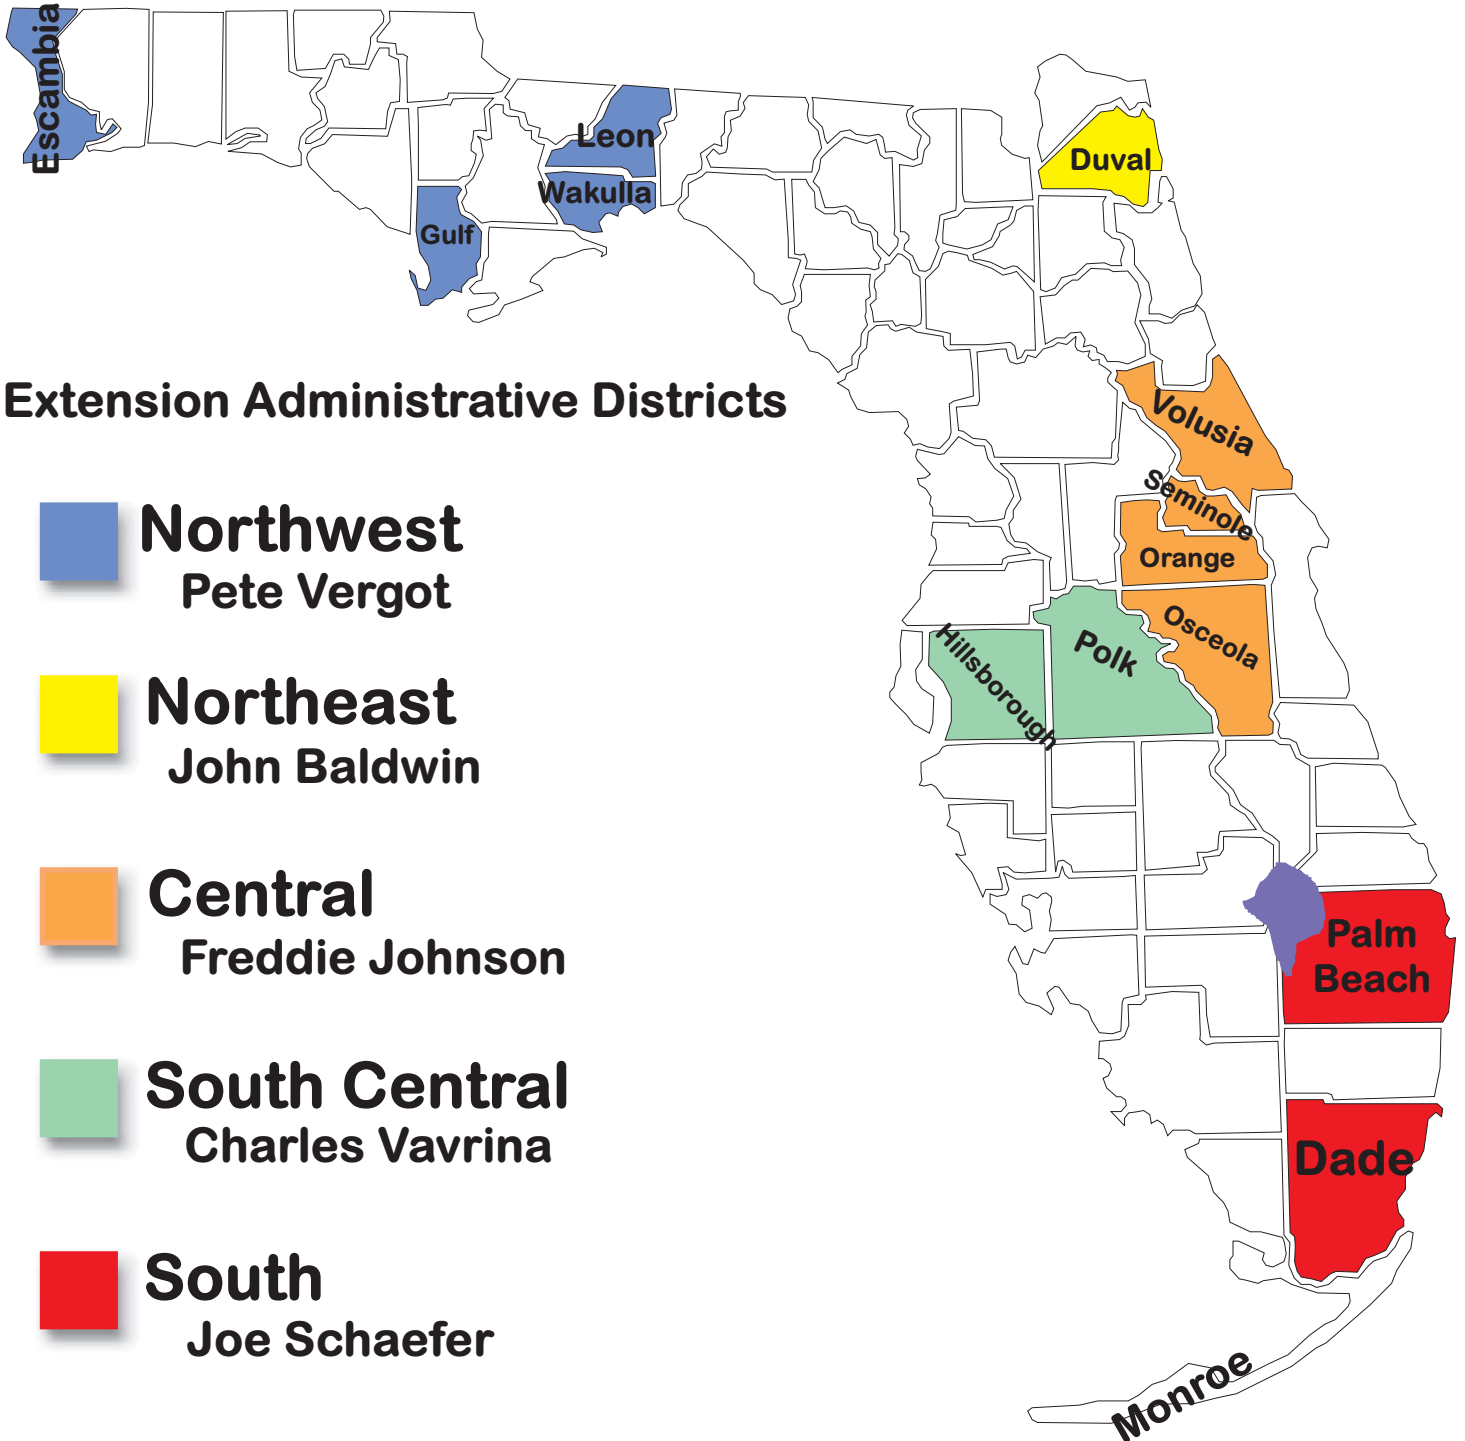 Escambia
Leon
Wakulla
Gulf
Duval
Extension Administrative Districts
Volusia
Seminole
Orange
Osceola
Polk
Hillsborough
Northwest
Pete Vergot
Northeast
John Baldwin
Central
Freddie Johnson
South Central
Charles Vavrina
South
Joe Schaefer
Palm
Beach
Dade
Monroe